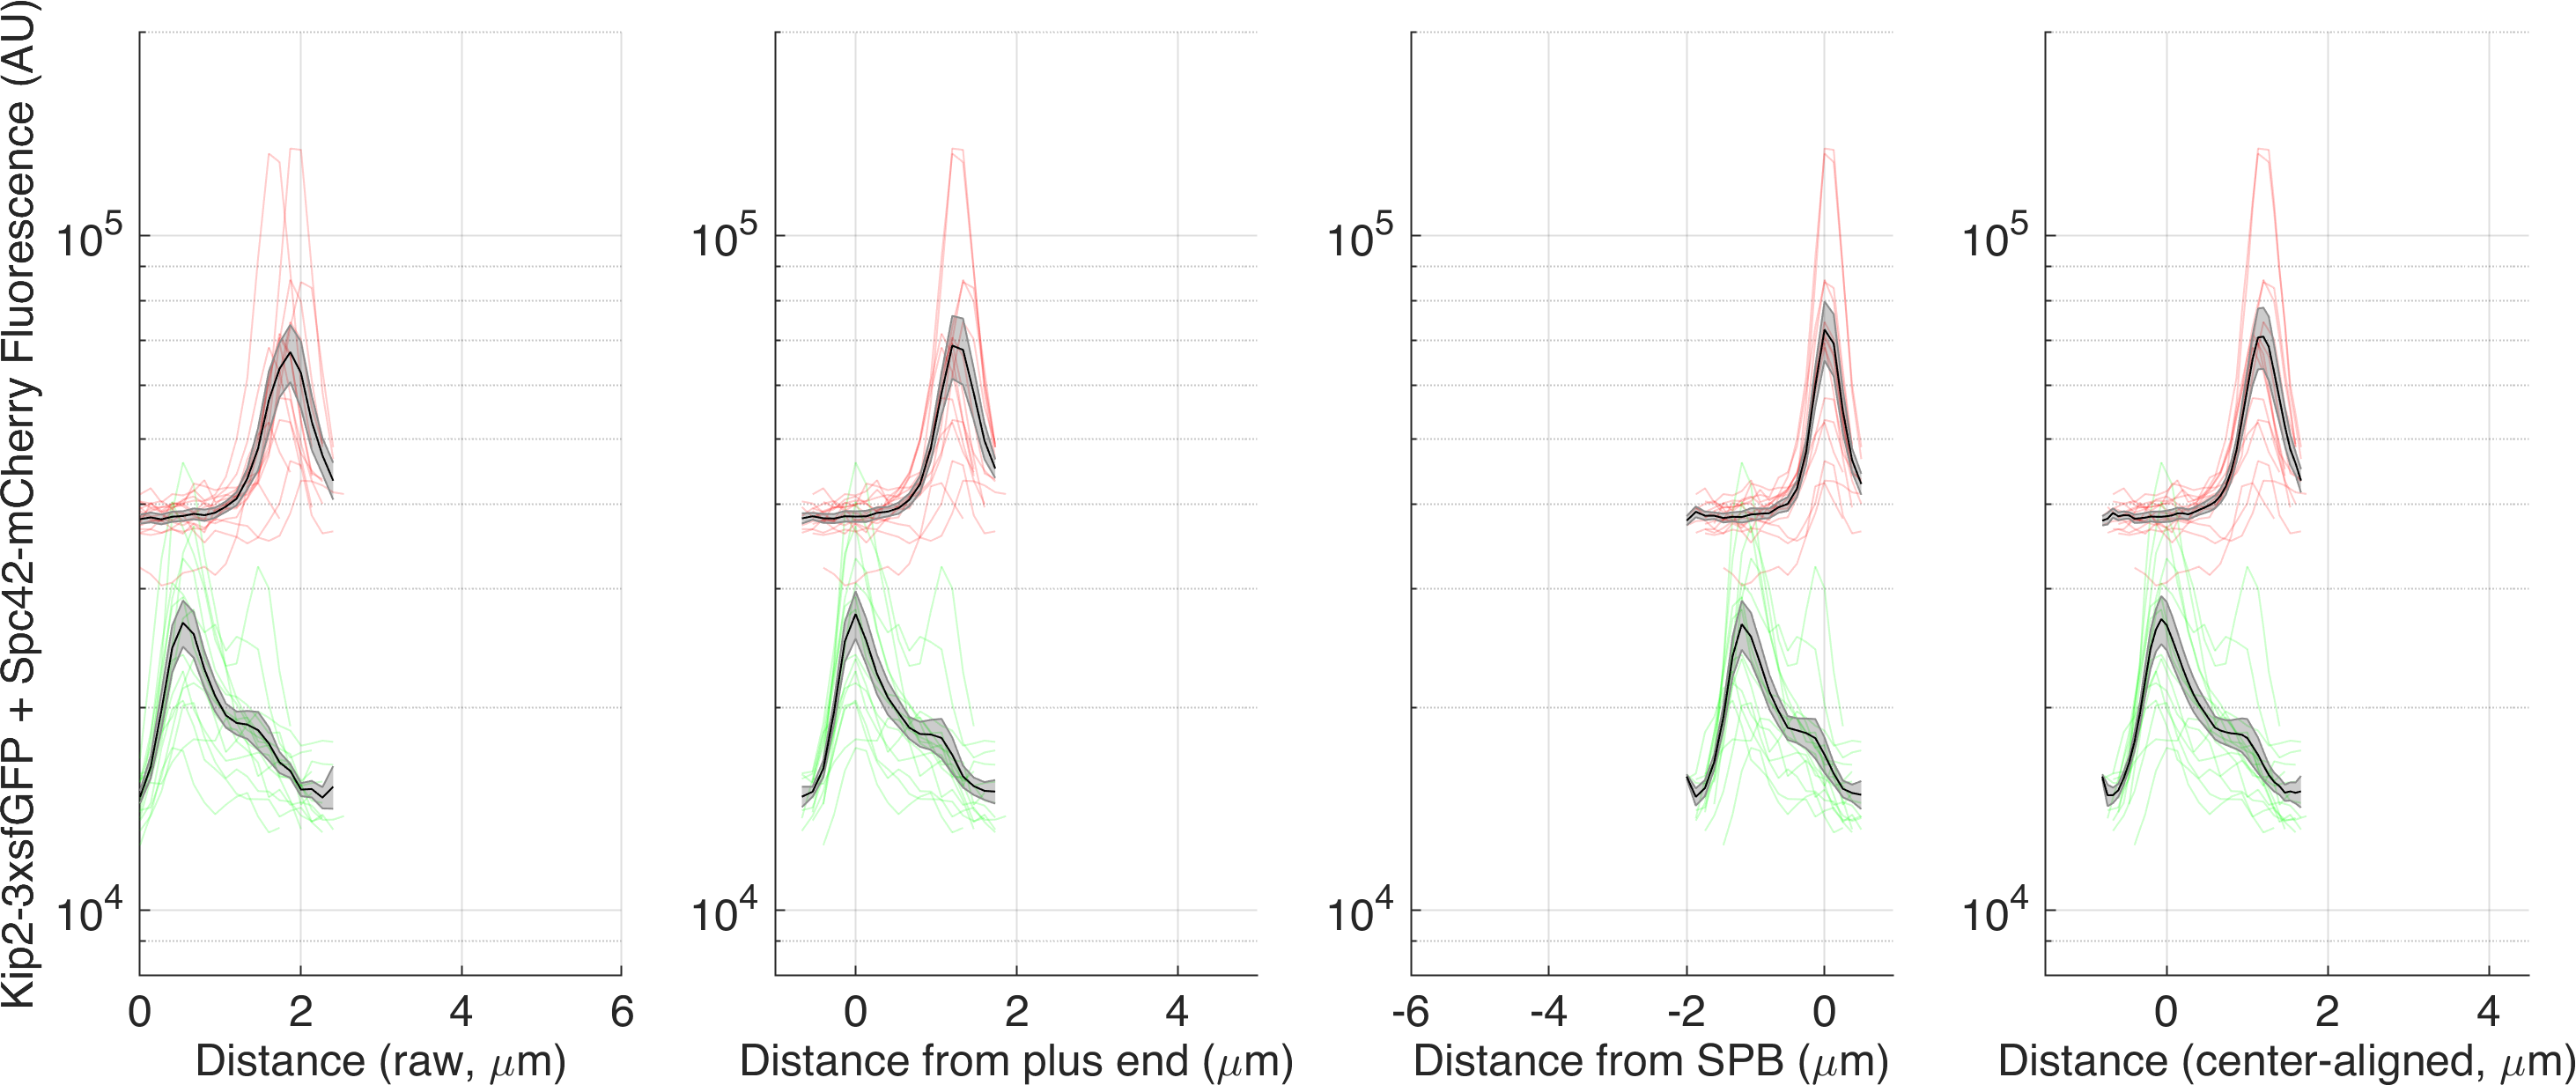 Kip2-3xsfGFP + Spc42-mCherry Fluorescence (AU)
10^5
10^4
0 2 4 6
Distance (raw, μm)
10^5
10^4
0 2 4
Distance from plus end (μm)
10^5
10^4
-6 -4 -2 0
Distance from SPB (μm)
10^5
10^4
0 2 4
Distance (center-aligned, μm)